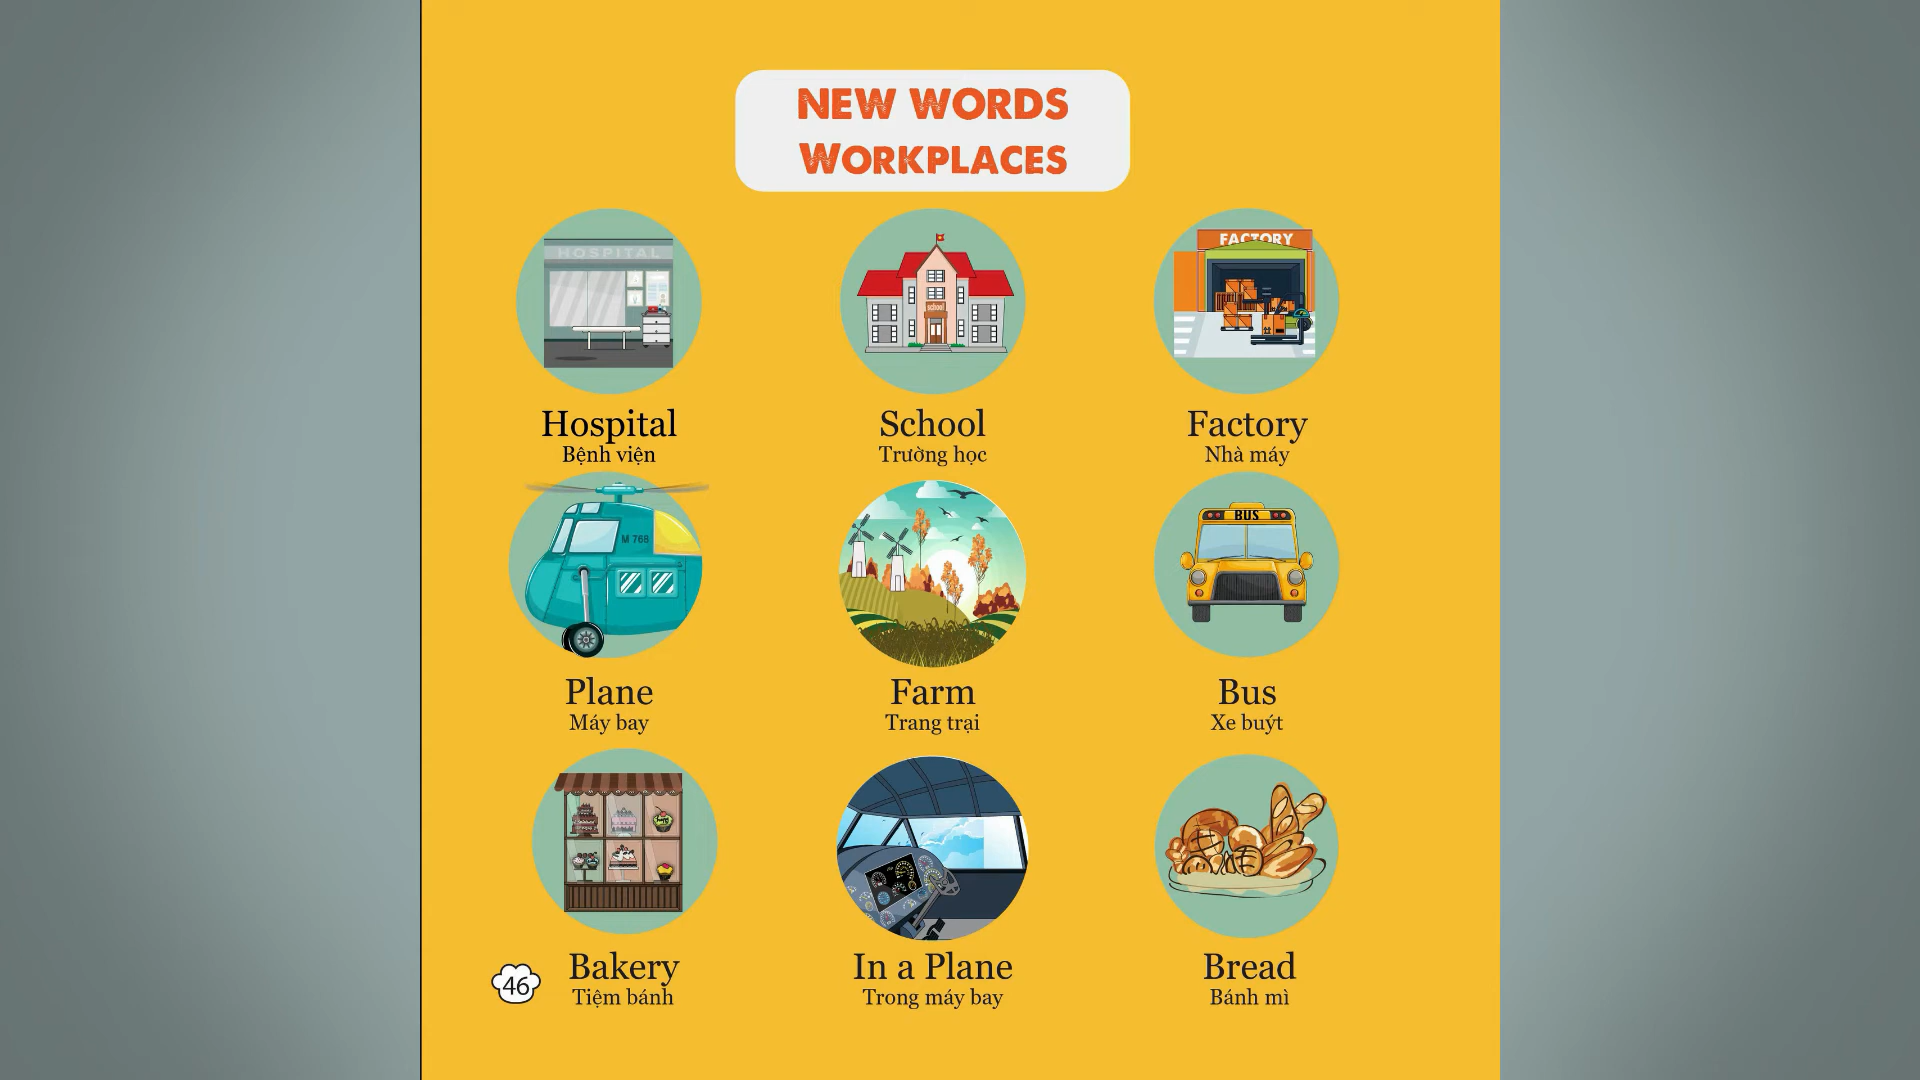 NEW WORDS
WORKPLACES
HOSPITAL
school
FACTORY
Hospital
Bệnh viện
School
Trường học
Factory
Nhà máy
M 768
BUS
Plane
Máy bay
Farm
Trang trại
Bus
Xe buýt
Bakery
Tiệm bánh
In a Plane
Trong máy bay
Bread
Bánh mì
46